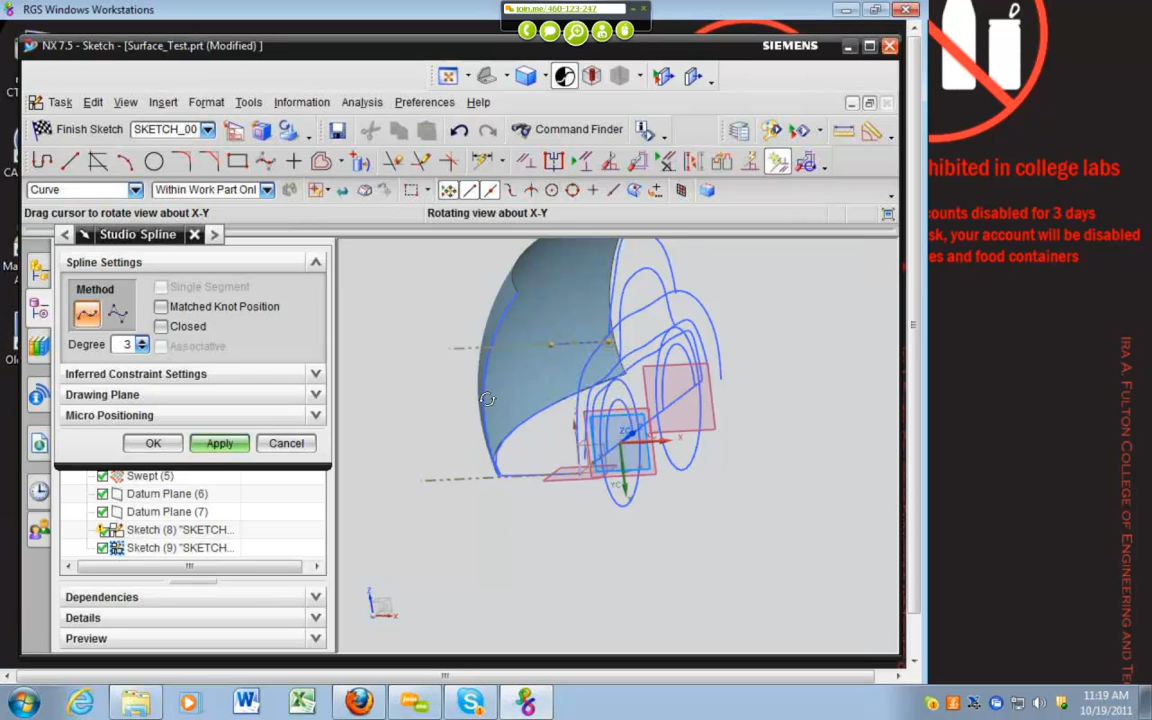 RGS Windows Workstations
join.me/460-123-247
NX 7.5 - Sketch - [Surface_Test.prt (Modified) ]
SIEMENS
Task Edit View Insert Format Tools Information Analysis Preferences Help
Finish Sketch SKETCH_00 Command Finder
Curve Within Work Part Onl
Drag cursor to rotate view about X-Y Rotating view about X-Y
Studio Spline
Spline Settings
Method
Single Segment
Matched Knot Position
Closed
Degree 3
Associative
Inferred Constraint Settings
Drawing Plane
Micro Positioning
OK Apply Cancel
Swept (5)
Datum Plane (6)
Datum Plane (7)
Sketch (8) "SKETCH...
Sketch (9) "SKETCH...
Dependencies
Details
Preview
ZC
X
YC
Z
X
hibited in college labs
counts disabled for 3 days
sk, your account will be disabled
es and food containers
IRA A. FULTON COLLEGE OF ENGINEERING AND TE
11:19 AM
10/19/2011